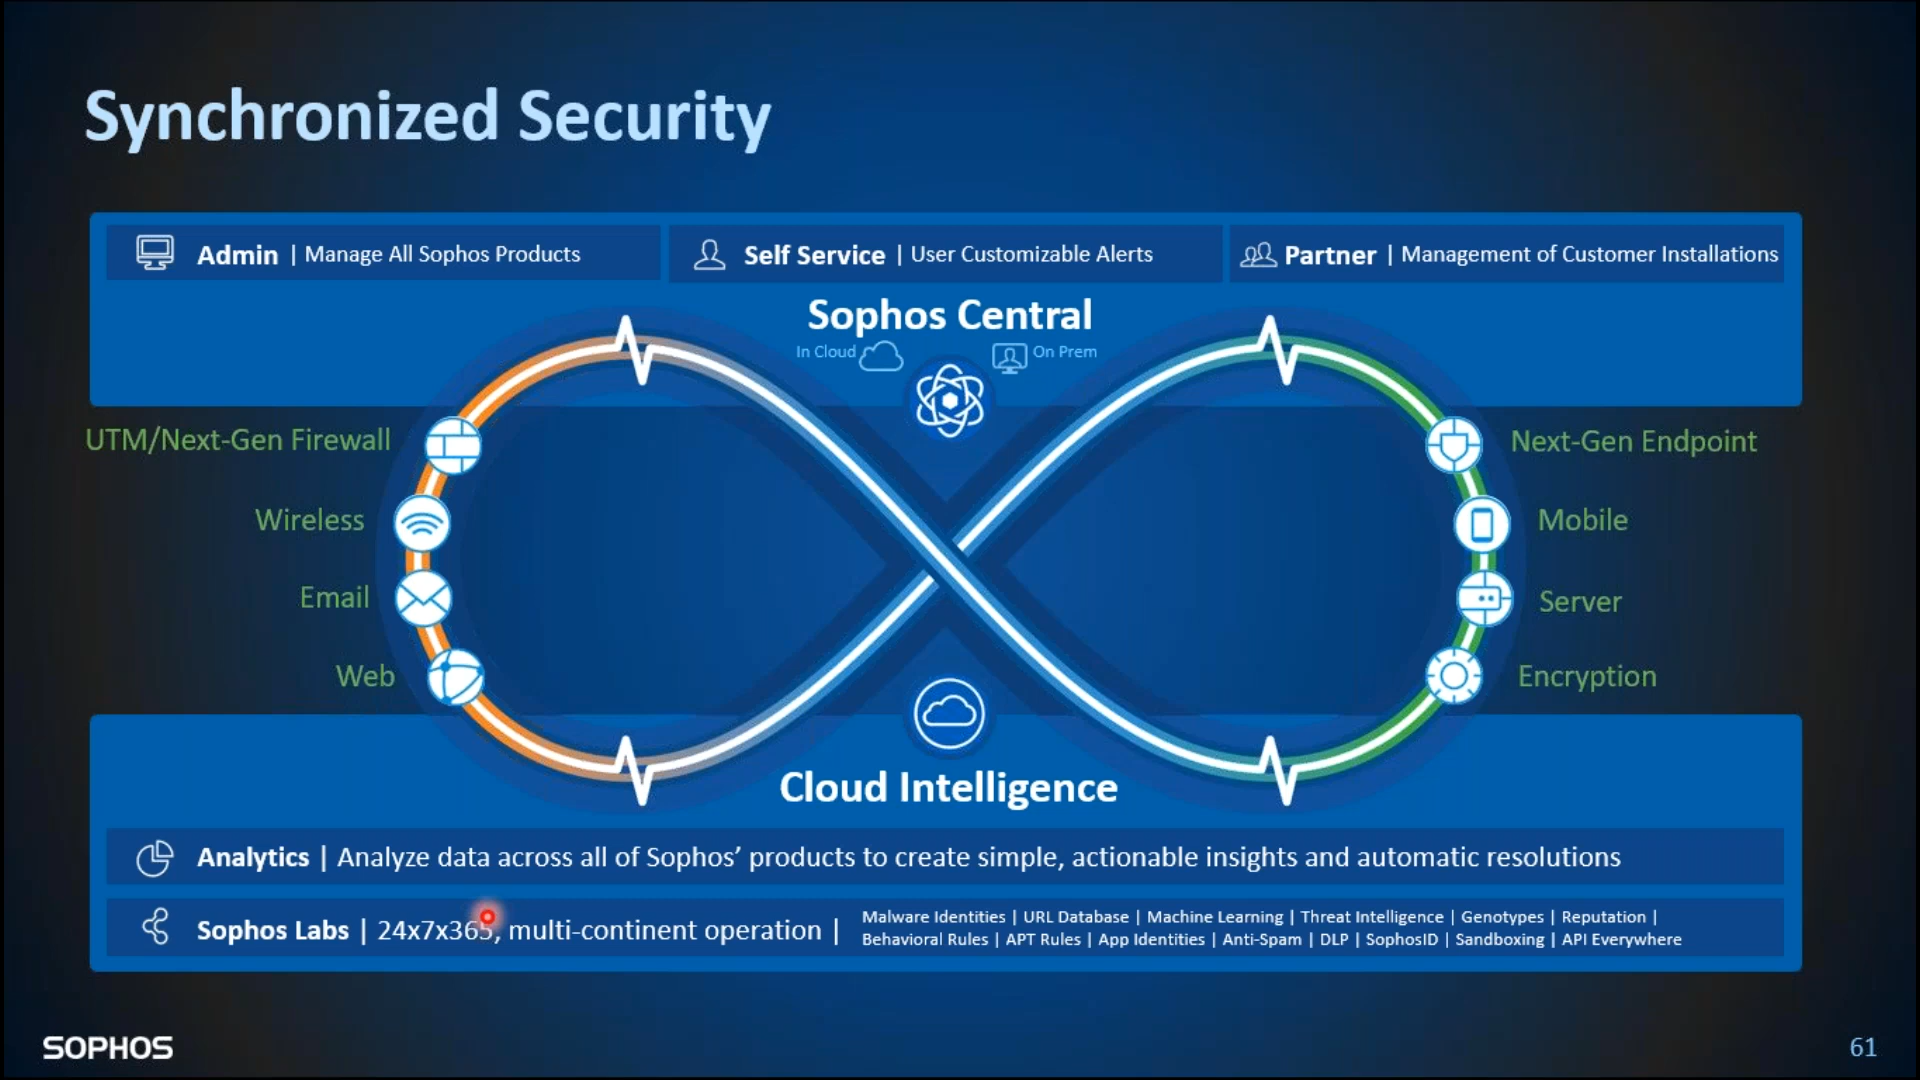 Synchronized Security
Admin | Manage All Sophos Products
Self Service | User Customizable Alerts
Partner | Management of Customer Installations
Sophos Central
In Cloud
On Prem
UTM/Next-Gen Firewall
Next-Gen Endpoint
Wireless
Mobile
Email
Server
Web
Encryption
Cloud Intelligence
Analytics | Analyze data across all of Sophos’ products to create simple, actionable insights and automatic resolutions
Sophos Labs | 24x7x365, multi-continent operation |
Malware Identities | URL Database | Machine Learning | Threat Intelligence | Genotypes | Reputation |
Behavioral Rules | APT Rules | App Identities | Anti-Spam | DLP | SophosID | Sandboxing | API Everywhere
SOPHOS
61